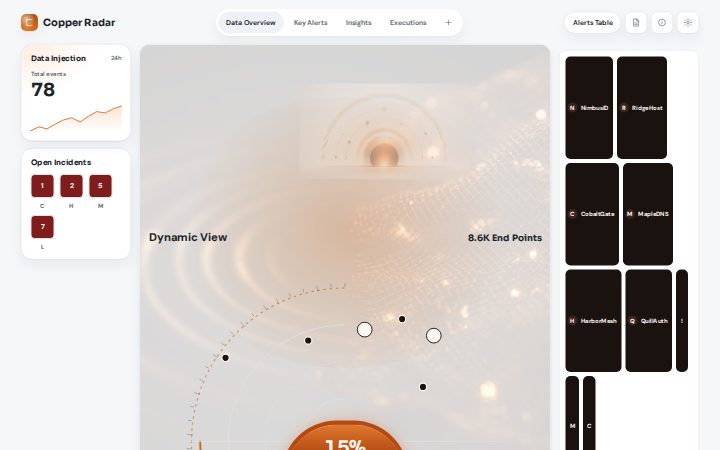 Copper Radar
Data Overview
Key Alerts
Insights
Executions
+
Alerts Table
Data Injection
24h
Total events
78
Open Incidents
1
2
5
C
H
M
7
L
Dynamic View
8.6K End Points
15%
N NimbusID
R RidgeHost
C CobaltGate
M MapleDNS
H HarborMesh
Q QuillAuth
M
C